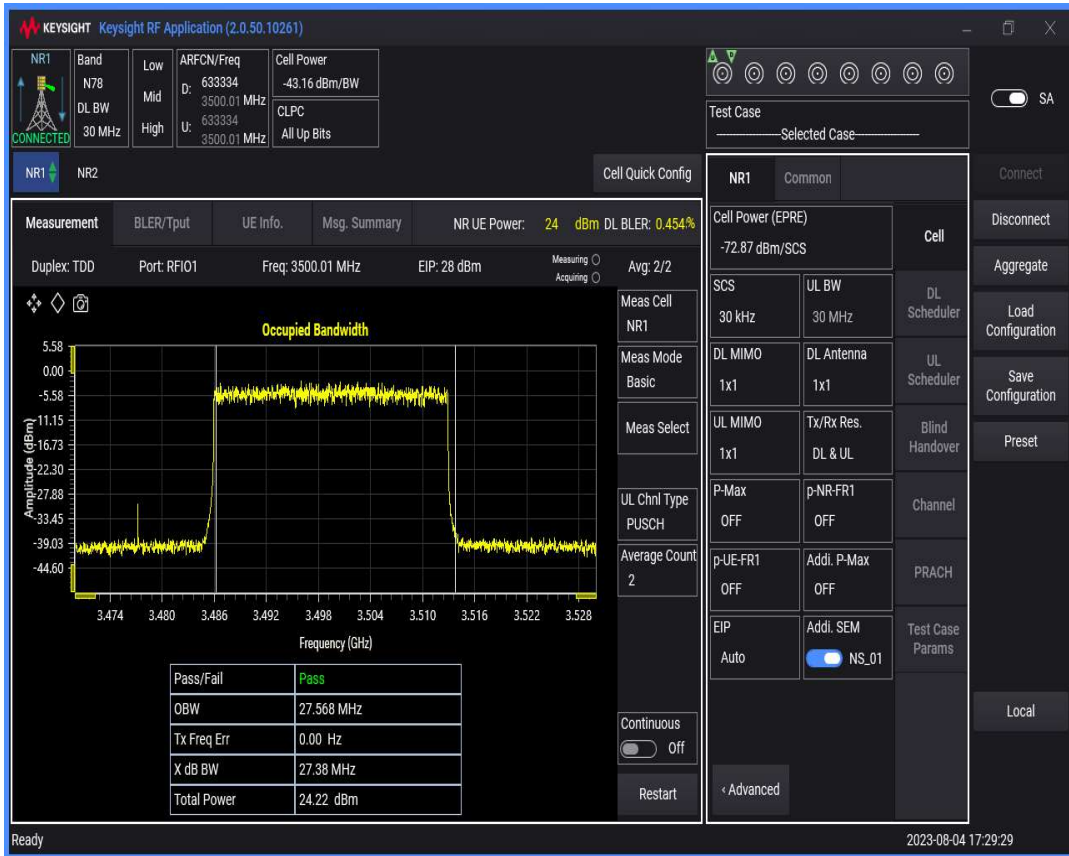 KEYSIGHT Keysight RF Application (2.0.50.10261)
NR1
CONNECTED
Band
N78
DL BW
30 MHz
Low
Mid
High
ARFCN/Freq
D: 633334
3500.01 MHz
U: 633334
3500.01 MHz
Cell Power
-43.16 dBm/BW
CLPC
All Up Bits
Test Case
Selected Case
SA
NR1
NR2
Cell Quick Config
Measurement
BLER/Tput
UE Info.
Msg. Summary
NR UE Power: 24 dBm DL BLER: 0.454%
Duplex: TDD
Port: RFIO1
Freq: 3500.01 MHz
EIP: 28 dBm
Measuring
Acquiring
Avg: 2/2
Occupied Bandwidth
5.58
0.00
-5.58
-11.15
-16.73
-22.30
-27.88
-33.45
-39.03
-44.60
Amplitude (dBm)
3.474 3.480 3.486 3.492 3.498 3.504 3.510 3.516 3.522 3.528
Frequency (GHz)
Pass/Fail Pass
OBW 27.568 MHz
Tx Freq Err 0.00 Hz
X dB BW 27.38 MHz
Total Power 24.22 dBm
Meas Cell
NR1
Meas Mode
Basic
Meas Select
UL Chnl Type
PUSCH
Average Count
2
Continuous
Off
Restart
NR1
Common
Cell Power (EPRE)
-72.87 dBm/SCS
SCS
30 kHz
UL BW
30 MHz
DL MIMO
1x1
DL Antenna
1x1
UL MIMO
1x1
Tx/Rx Res.
DL & UL
P-Max
OFF
p-NR-FR1
OFF
p-UE-FR1
OFF
Addi. P-Max
OFF
EIP
Auto
Addi. SEM
NS_01
‹ Advanced
Cell
DL
Scheduler
UL
Scheduler
Blind
Handover
Channel
PRACH
Test Case
Params
Connect
Disconnect
Aggregate
Load
Configuration
Save
Configuration
Preset
Local
Ready
2023-08-04 17:29:29